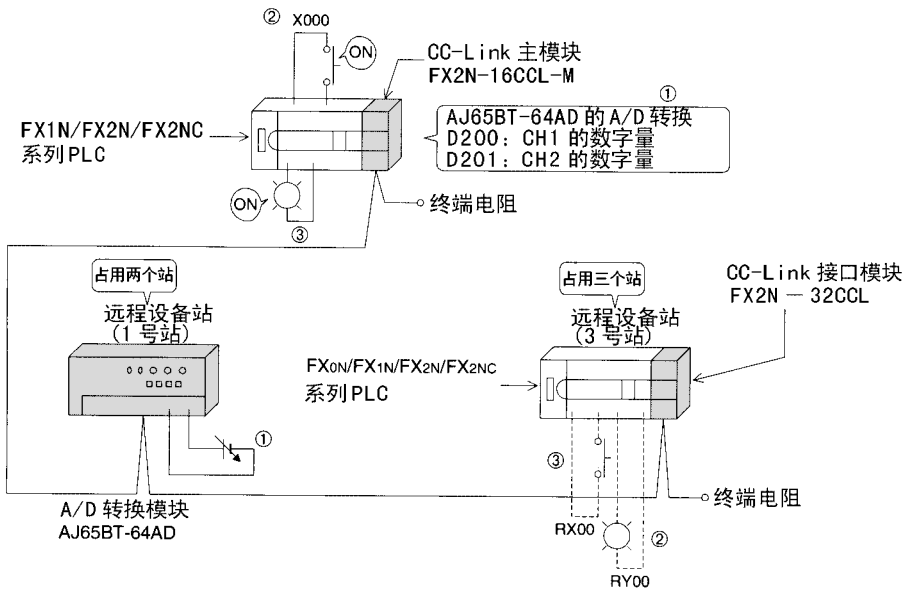 ② X000
ON
CC-Link 主模块
FX2N-16CCL-M
①
AJ65BT-64AD 的 A/D 转换
D200：CH1 的数字量
D201：CH2 的数字量
FX1N/FX2N/FX2NC
系列PLC
ON
③
终端电阻
占用两个站
远程设备站
(1 号站)
占用三个站
远程设备站
(3 号站)
CC-Link 接口模块
FX2N － 32CCL
FX0N/FX1N/FX2N/FX2NC
系列PLC
①
③
A/D 转换模块
AJ65BT-64AD
终端电阻
RX00
②
RY00